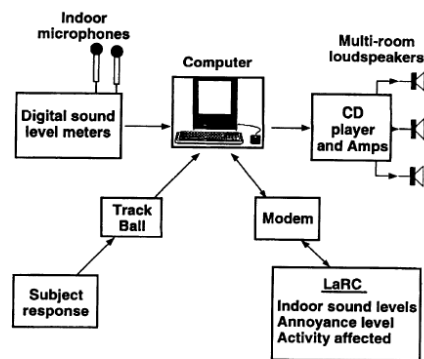 Indoor
microphones
Digital sound
level meters
Computer
Multi-room
loudspeakers
CD
player
and Amps
Track
Ball
Modem
Subject
response
LaRC
Indoor sound levels
Annoyance level
Activity affected